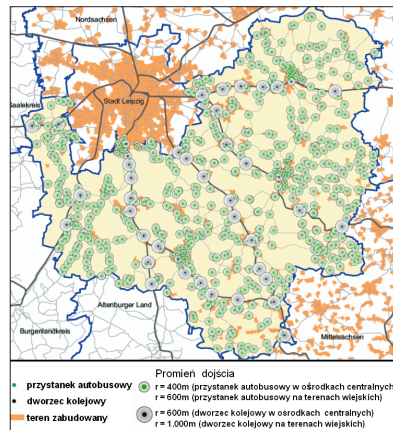 Nordsachsen
Stadt Leipzig
Saalekreis
Altenburger Land
Burgenlandkreis
Mittelsachsen
przystanek autobusowy
dworzec kolejowy
teren zabudowany
Promień dojścia
r = 400m (przystanek autobusowy w ośrodkach centralnych)
r = 600m (przystanek autobusowy na terenach wiejskich)
r = 600m (dworzec kolejowy w ośrodkach centralnych)
r = 1.000m (dworzec kolejowy na terenach wiejskich)